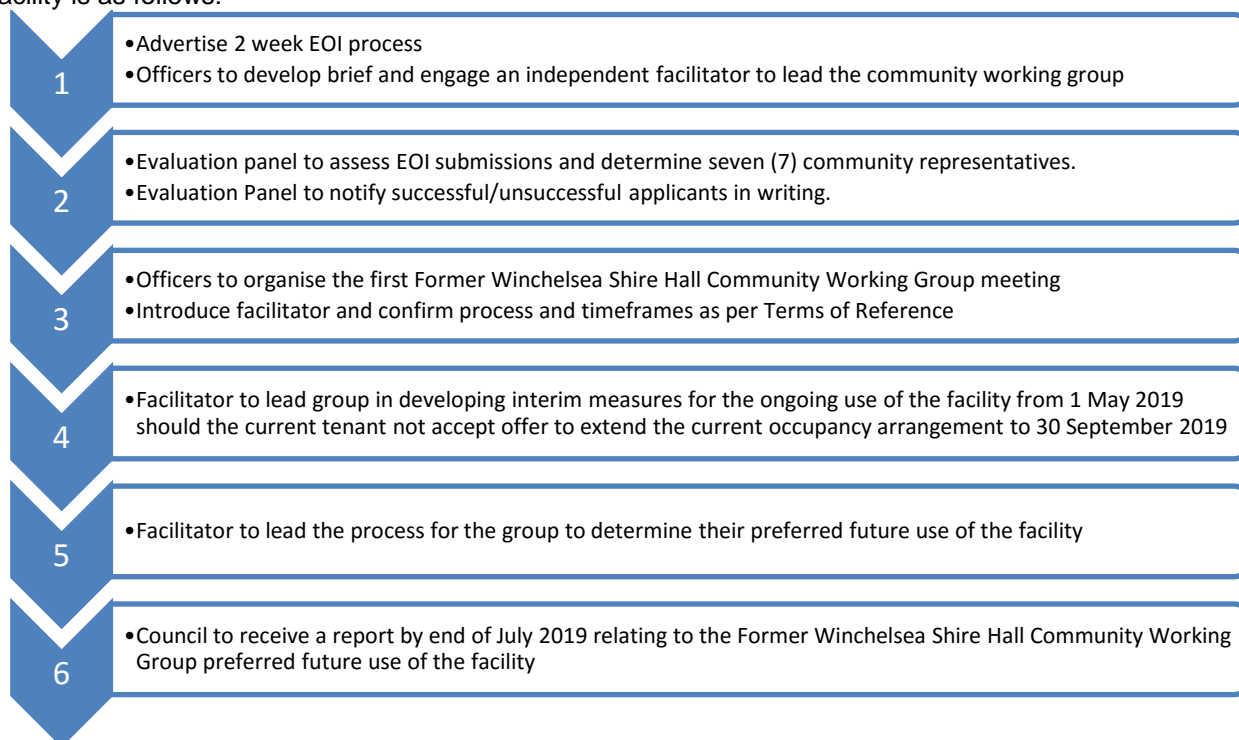 acility is as follows:
1
•Advertise 2 week EOI process
•Officers to develop brief and engage an independent facilitator to lead the community working group
2
•Evaluation panel to assess EOI submissions and determine seven (7) community representatives.
•Evaluation Panel to notify successful/unsuccessful applicants in writing.
3
•Officers to organise the first Former Winchelsea Shire Hall Community Working Group meeting
•Introduce facilitator and confirm process and timeframes as per Terms of Reference
4
•Facilitator to lead group in developing interim measures for the ongoing use of the facility from 1 May 2019
should the current tenant not accept offer to extend the current occupancy arrangement to 30 September 2019
5
•Facilitator to lead the process for the group to determine their preferred future use of the facility
6
•Council to receive a report by end of July 2019 relating to the Former Winchelsea Shire Hall Community Working
Group preferred future use of the facility